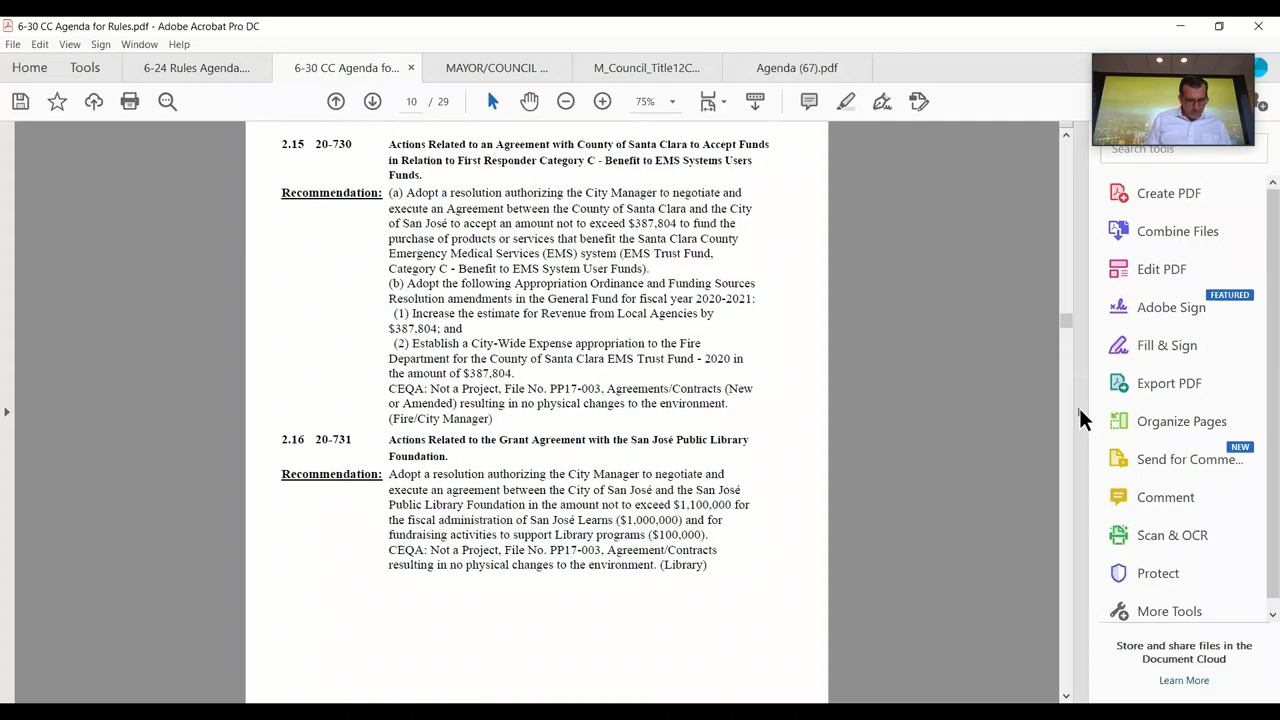 6-30 CC Agenda for Rules.pdf - Adobe Acrobat Pro DC
File Edit View Sign Window Help
Home Tools 6-24 Rules Agenda.... 6-30 CC Agenda fo... × MAYOR/COUNCIL ... M_Council_Title12C... Agenda (67).pdf
10 / 29 75%
2.15 20-730 Actions Related to an Agreement with County of Santa Clara to Accept Funds
in Relation to First Responder Category C - Benefit to EMS Systems Users
Funds.
Recommendation: (a) Adopt a resolution authorizing the City Manager to negotiate and
execute an Agreement between the County of Santa Clara and the City
of San José to accept an amount not to exceed $387,804 to fund the
purchase of products or services that benefit the Santa Clara County
Emergency Medical Services (EMS) system (EMS Trust Fund,
Category C - Benefit to EMS System User Funds).
(b) Adopt the following Appropriation Ordinance and Funding Sources
Resolution amendments in the General Fund for fiscal year 2020-2021:
(1) Increase the estimate for Revenue from Local Agencies by
$387,804; and
(2) Establish a City-Wide Expense appropriation to the Fire
Department for the County of Santa Clara EMS Trust Fund - 2020 in
the amount of $387,804.
CEQA: Not a Project, File No. PP17-003, Agreements/Contracts (New
or Amended) resulting in no physical changes to the environment.
(Fire/City Manager)
2.16 20-731 Actions Related to the Grant Agreement with the San José Public Library
Foundation.
Recommendation: Adopt a resolution authorizing the City Manager to negotiate and
execute an agreement between the City of San José and the San José
Public Library Foundation in the amount not to exceed $1,100,000 for
the fiscal administration of San José Learns ($1,000,000) and for
fundraising activities to support Library programs ($100,000).
CEQA: Not a Project, File No. PP17-003, Agreement/Contracts
resulting in no physical changes to the environment. (Library)
Search tools
Create PDF
Combine Files
Edit PDF
FEATURED
Adobe Sign
Fill & Sign
Export PDF
Organize Pages
NEW
Send for Comme...
Comment
Scan & OCR
Protect
More Tools
Store and share files in the
Document Cloud
Learn More